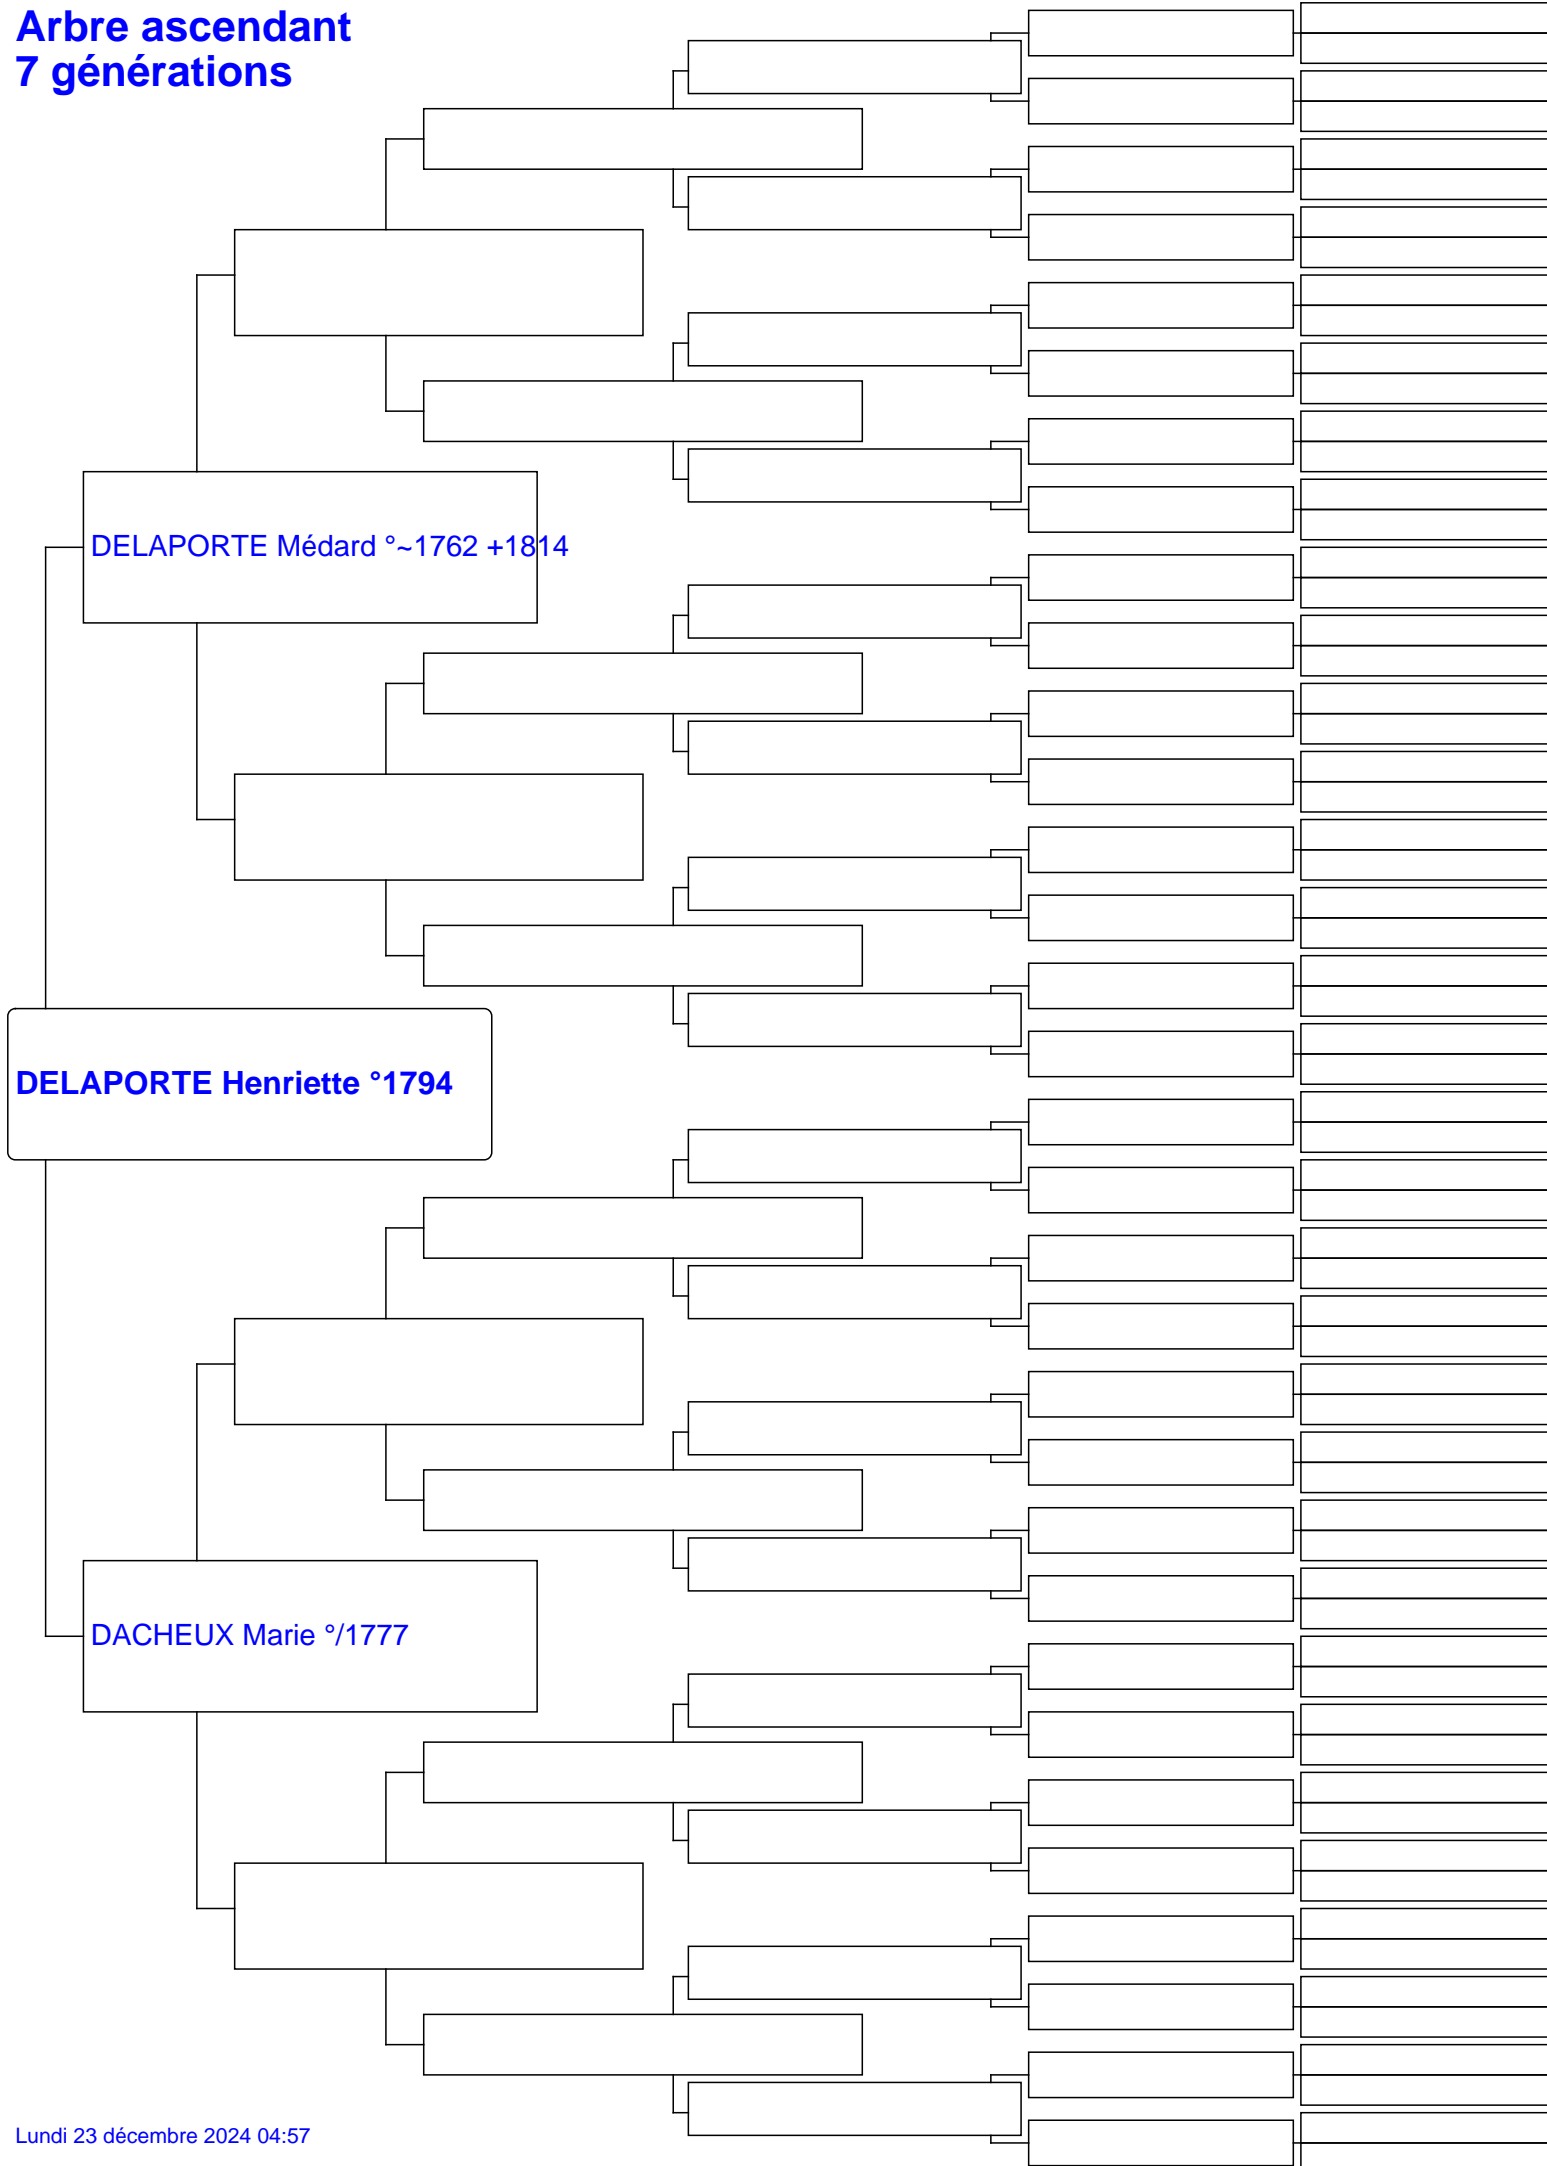 Arbre ascendant
7 générations
DELAPORTE Médard °~1762 +1814
DELAPORTE Henriette °1794
DACHEUX Marie °/1777
Lundi 23 décembre 2024 04:57